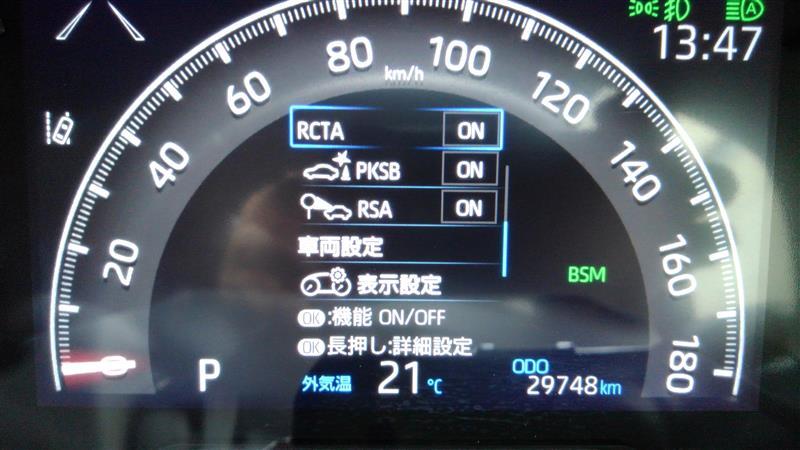 13:47
0 20 40 60 80 100 120 140 160 180
km/h
RCTA ON
PKSB ON
RSA ON
車両設定
表示設定
OK:機能 ON/OFF
OK長押し:詳細設定
BSM
P
外気温 21℃
ODO
29748km
A